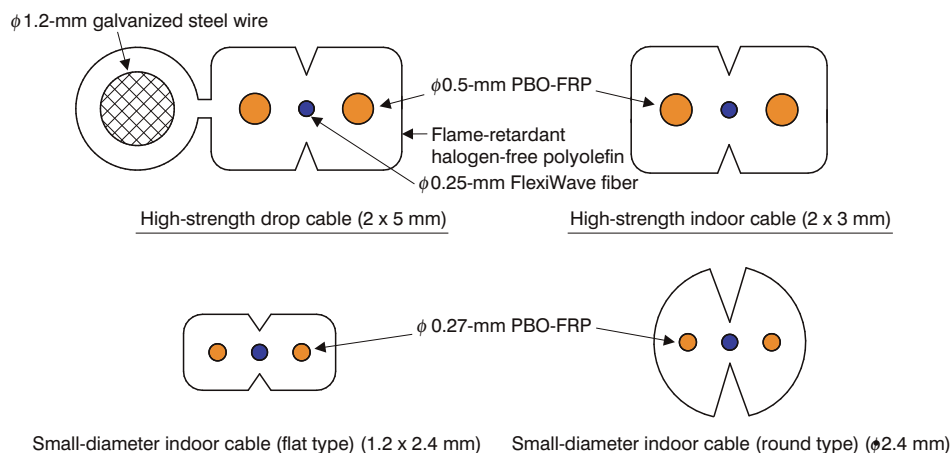 ϕ1.2-mm galvanized steel wire
ϕ0.5-mm PBO-FRP
Flame-retardant
halogen-free polyolefin
ϕ0.25-mm FlexiWave fiber
High-strength drop cable (2 x 5 mm)
High-strength indoor cable (2 x 3 mm)
ϕ 0.27-mm PBO-FRP
Small-diameter indoor cable (flat type) (1.2 x 2.4 mm)
Small-diameter indoor cable (round type) (ϕ2.4 mm)